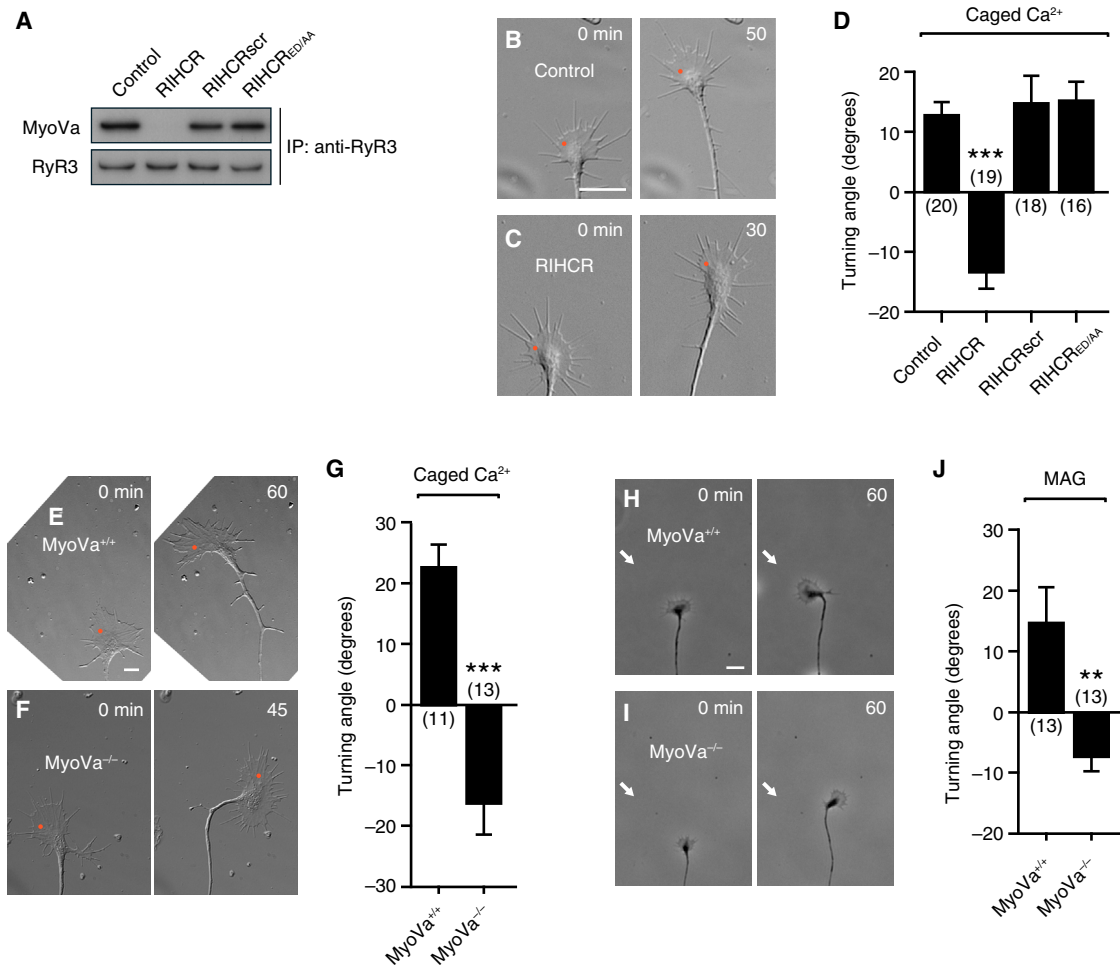 A
Control
RIHCR
RIHCRscr
RIHCRED/AA
MyoVa
RyR3
IP: anti-RyR3
B
0 min
50
Control
C
0 min
30
RIHCR
D
Caged Ca2+
Turning angle (degrees)
20
10
0
–10
–20
***
(19)
(20)
(18)
(16)
Control
RIHCR
RIHCRscr
RIHCRED/AA
E
0 min
60
MyoVa+/+
F
0 min
45
MyoVa–/–
G
Caged Ca2+
Turning angle (degrees)
30
20
10
0
–10
–20
–30
***
(13)
(11)
MyoVa+/+
MyoVa–/–
H
0 min
60
MyoVa+/+
I
0 min
60
MyoVa–/–
J
MAG
Turning angle (degrees)
30
20
10
0
–10
–20
**
(13)
(13)
MyoVa+/+
MyoVa–/–